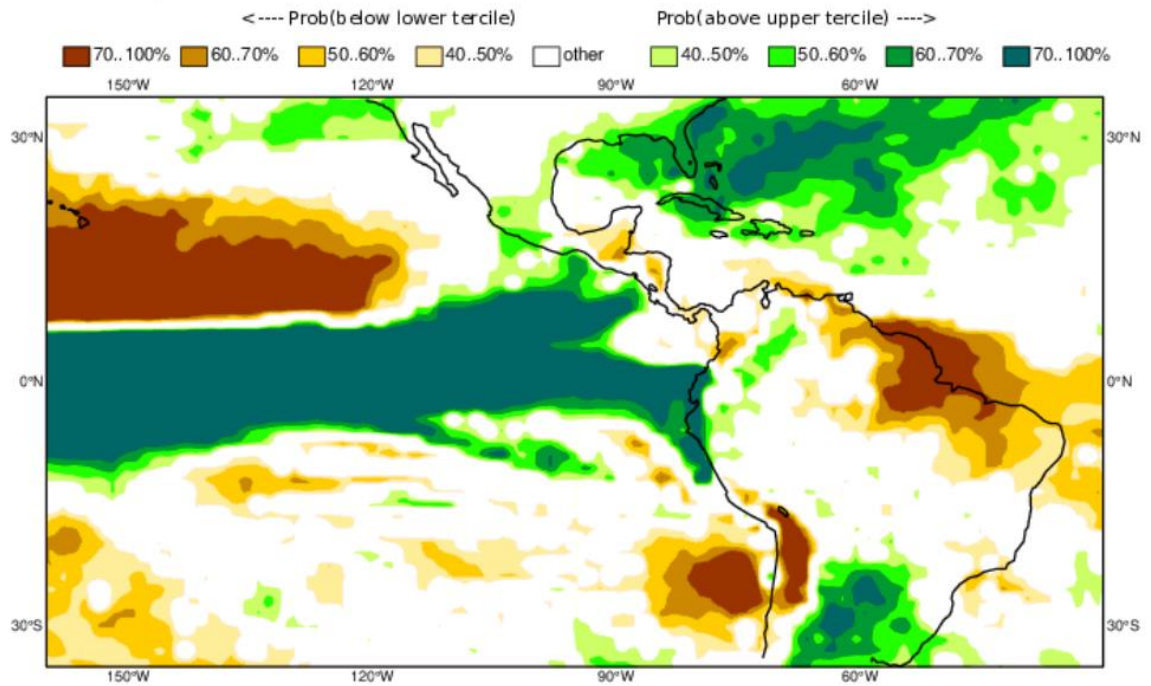 <---- Prob(below lower tercile) Prob(above upper tercile) ---->
70..100% 60..70% 50..60% 40..50% other 40..50% 50..60% 60..70% 70..100%
150°W 120°W 90°W 60°W
30°N 30°N
0°N 0°N
30°S 30°S
150°W 120°W 90°W 60°W